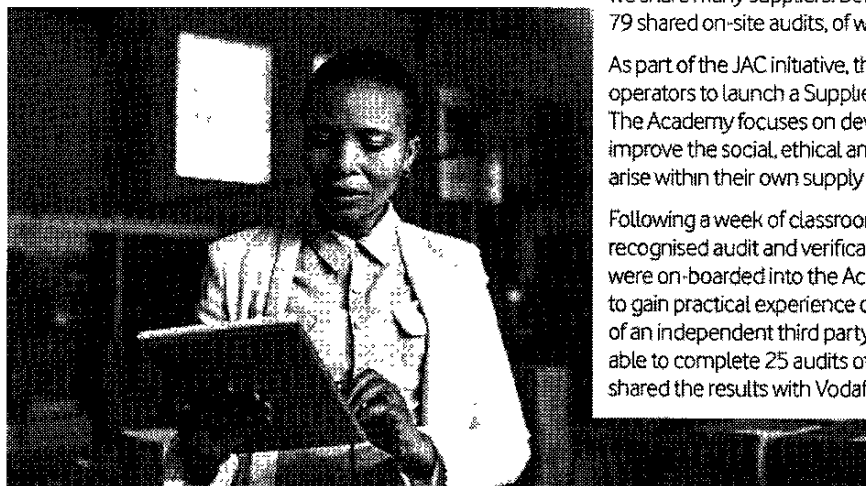 79 shared on-site audits, of w
As part of the JAC initiative, th
operators to launch a Supplie
The Academy focuses on dev
improve the social, ethical an
arise within their own supply
Following a week of classroo
recognised audit and verifica
were on-boarded into the Ac
to gain practical experience o
of an independent third party
able to complete 25 audits o
shared the results with Vodaf